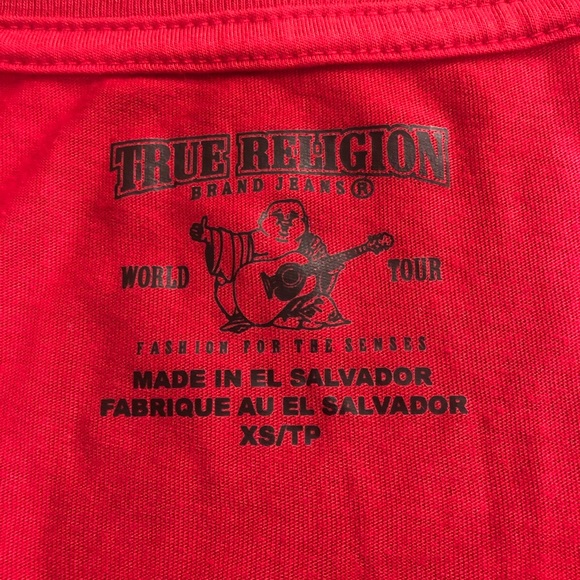 TRUE RELIGION
BRAND JEANS®
WORLD TOUR
FASHION FOR THE SENSES
MADE IN EL SALVADOR
FABRIQUE AU EL SALVADOR
XS/TP